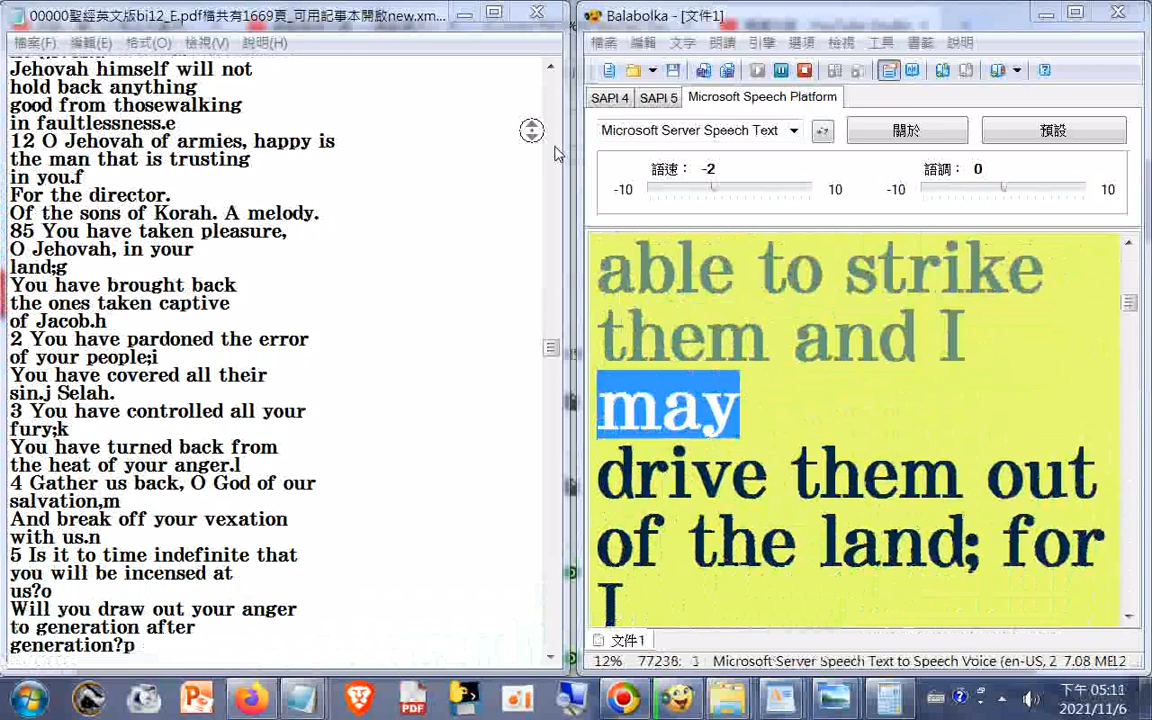 00000聖經英文版bi12_E.pdf檔共有1669頁_可用記事本開啟new.xm...
檔案(F) 編輯(E) 格式(O) 檢視(V) 說明(H)
Jehovah himself will not
hold back anything
good from thosewalking
in faultlessness.e
12 O Jehovah of armies, happy is
the man that is trusting
in you.f
For the director.
Of the sons of Korah. A melody.
85 You have taken pleasure,
O Jehovah, in your
land;g
You have brought back
the ones taken captive
of Jacob.h
2 You have pardoned the error
of your people;i
You have covered all their
sin.j Selah.
3 You have controlled all your
fury;k
You have turned back from
the heat of your anger.l
4 Gather us back, O God of our
salvation,m
And break off your vexation
with us.n
5 Is it to time indefinite that
you will be incensed at
us?o
Will you draw out your anger
to generation after
generation?p
Balabolka - [文件1]
檔案 編輯 文字 朗讀 引擎 選項 檢視 工具 書籤 說明
SAPI 4 SAPI 5 Microsoft Speech Platform
Microsoft Server Speech Text 關於 預設
語速： -2 語調： 0
-10 10 -10 10
able to strike
them and I
may
drive them out
of the land; for
I
文件1
12% 77238: 1 Microsoft Server Speech Text to Speech Voice (en-US, 2 7.08 ME12
PDF
下午 05:11
2021/11/6